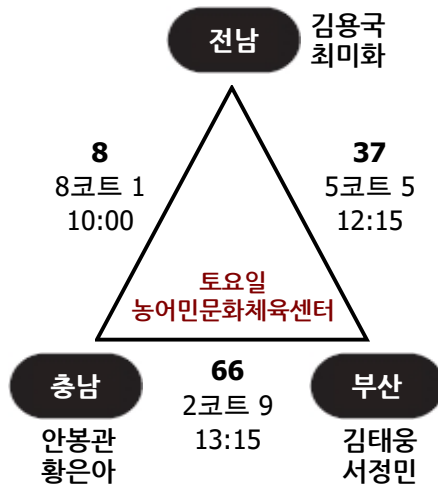 전남
김용국
최미화
8
8코트 1
10:00
37
5코트 5
12:15
토요일
농어민문화체육센터
충남
안봉관
황은아
66
2코트 9
13:15
부산
김태웅
서정민